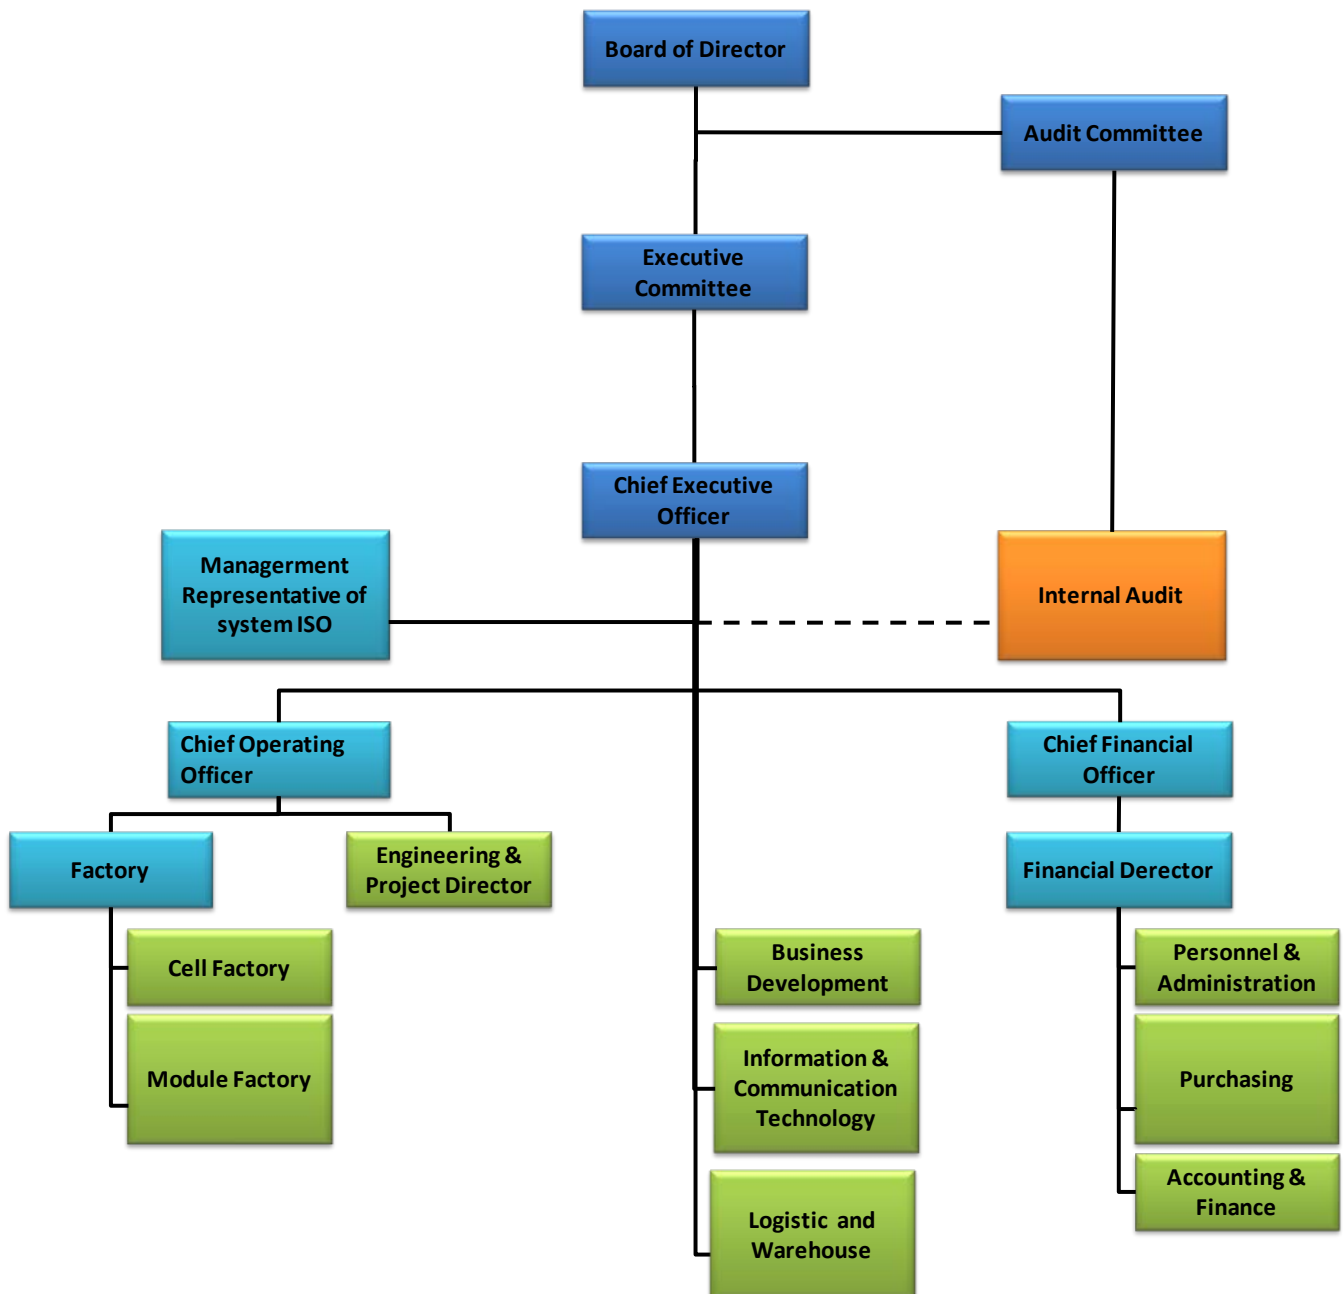 Board of Director
Audit Committee
Executive
Committee
Chief Executive
Officer
Managerment
Representative of
system ISO
Internal Audit
Chief Operating
Officer
Chief Financial
Officer
Factory
Engineering &
Project Director
Financial Derector
Cell Factory
Business
Development
Personnel &
Administration
Module Factory
Information &
Communication
Technology
Purchasing
Logistic and
Warehouse
Accounting &
Finance